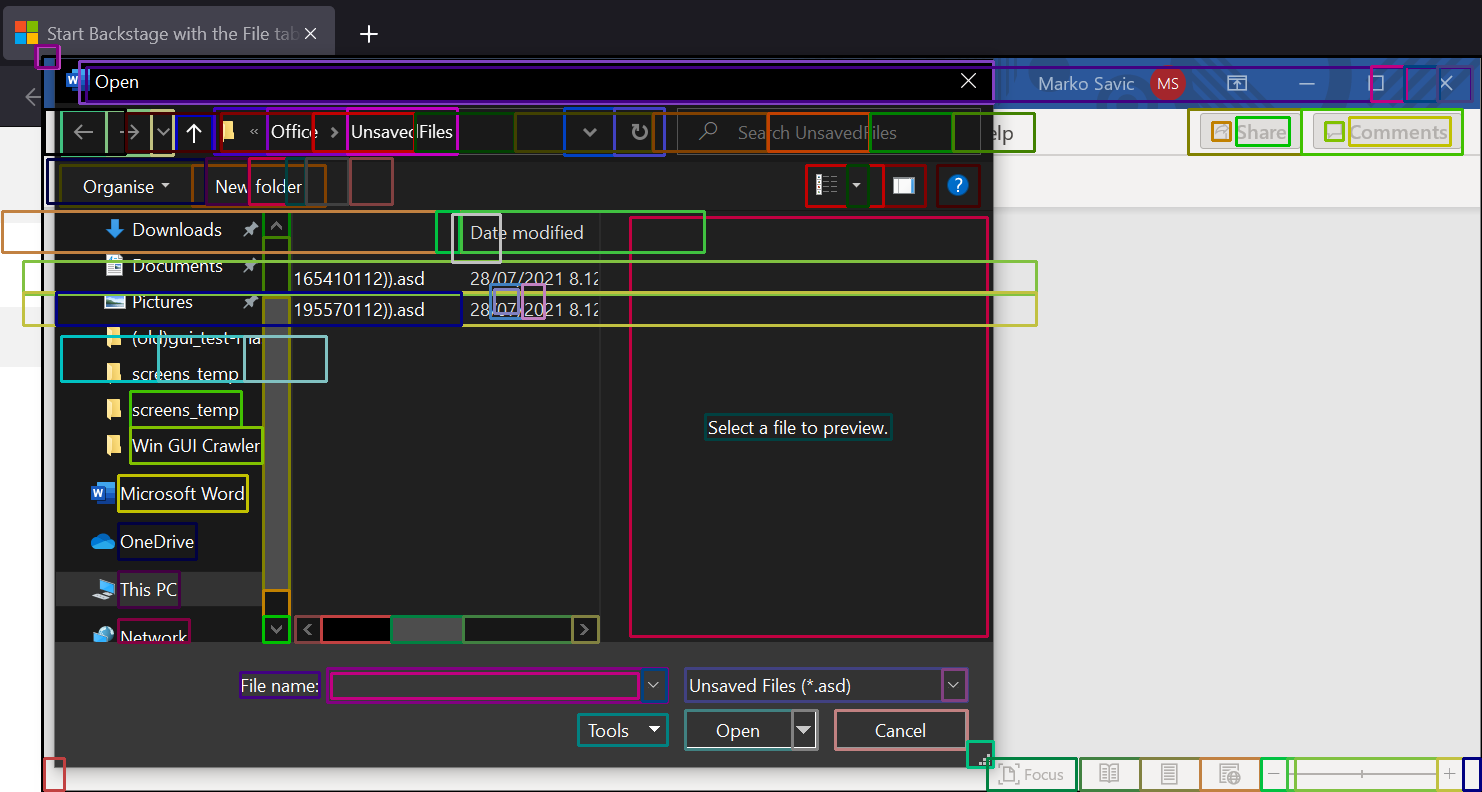 Start Backstage with the File tab
Open
Marko Savic MS
« Office > UnsavedFiles
Search UnsavedFiles
elp
Share
Comments
Organise
New folder
?
Downloads
Date modified
Documents
165410112)).asd 28/07/2021 8.12
Pictures
195570112)).asd 28/07/2021 8.12
(old)gui_test-ma
screens_temp
screens_temp
Select a file to preview.
Win GUI Crawler
W Microsoft Word
OneDrive
This PC
Network
File name:
Unsaved Files (*.asd)
Tools
Open
Cancel
Focus